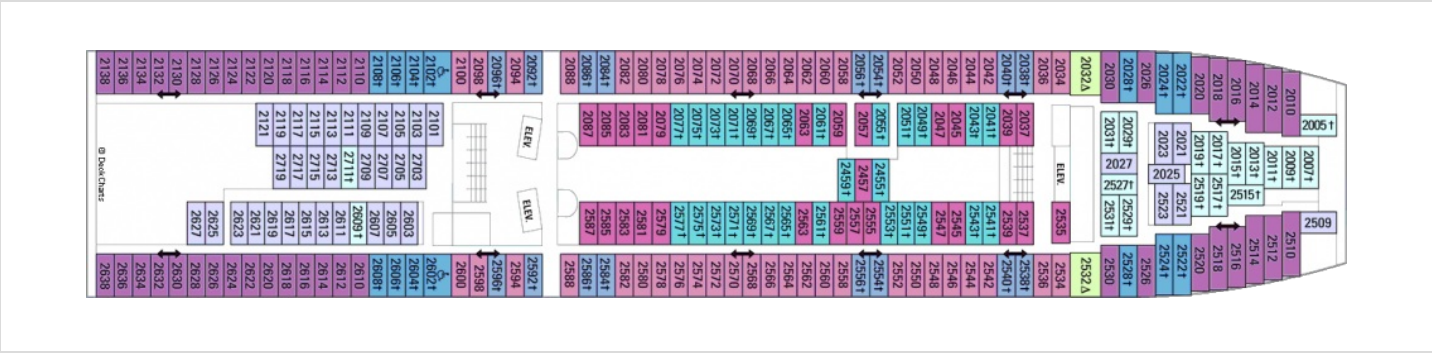 2138 2136 2134 2132 2130 2128 2126 2124 2122 2120 2118 2116 2114 2112 2110 2108† 2106† 2104† 2102† 2100 2098 2096† 2094 2092† 2088 2086† 2084† 2082 2080 2078 2076 2074 2072 2070 2068 2066 2064 2062 2060 2058 2056† 2054† 2052 2050 2048 2046 2044 2042 2040† 2038† 2036 2034 2032△ 2030 2028† 2026 2024† 2022† 2020 2018 2016 2014 2012 2010
2005†
2121 2119 2117 2115 2113 2111 2109 2107 2105 2103 2101 ELEV. 2087 2085 2083 2081 2079 2077† 2075† 2073† 2071† 2069† 2067† 2065† 2063 2061† 2059 2057 2055† 2051† 2049† 2047 2045 2043† 2041† 2039 2037 2031† 2029† 2023 2021 2019† 2017† 2015† 2013† 2011† 2009† 2007†
2719 2717 2715 2713 2711† 2709 2707 2705 2703 2459† 2457 2455† ELEV. 2027 2025
2527† 2515†
© DeckCharts
2627 2625 2623 2621 2619 2617 2615 2613 2611 2609† 2607 2605 2603 ELEV. 2587 2585 2583 2581 2579 2577† 2575† 2573† 2571† 2569† 2567† 2565† 2563 2561† 2559 2557 2555 2553† 2551† 2549† 2547 2545 2543† 2541† 2539 2537 2535 2531† 2529† 2523 2521 2519† 2517†
2509
2638 2636 2634 2632 2630 2628 2626 2624 2622 2620 2618 2616 2614 2612 2610 2608† 2606† 2604† 2602† 2600 2598 2596† 2594 2592† 2588 2586† 2584† 2582 2580 2578 2576 2574 2572 2570 2568 2566 2564 2562 2560 2558 2556† 2554† 2552 2550 2548 2546 2544 2542 2540† 2538† 2536 2534 2532△ 2530 2528† 2526 2524† 2522† 2520 2518 2516 2514 2512 2510